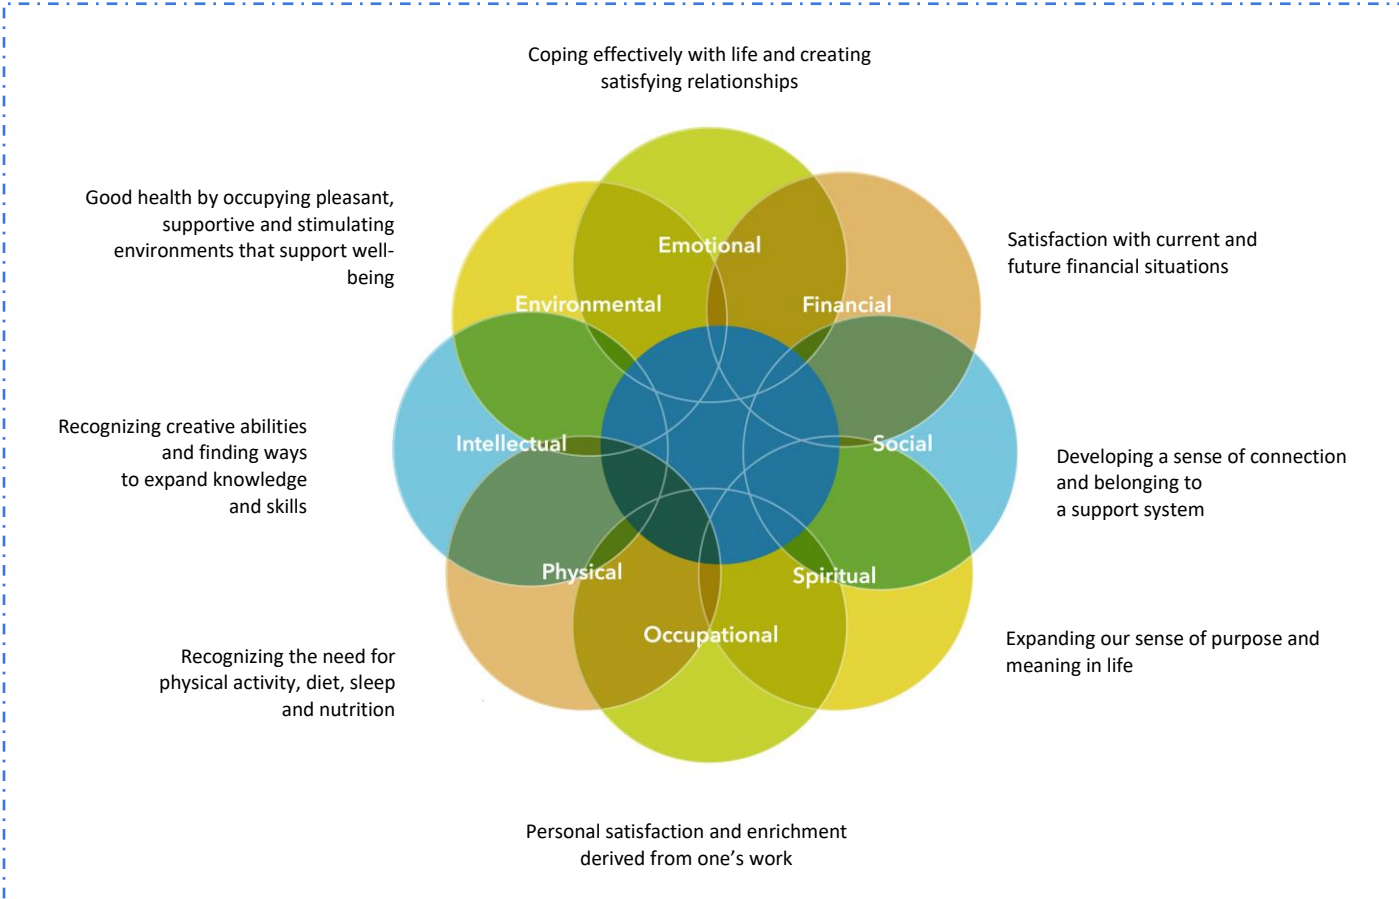 Coping effectively with life and creating
satisfying relationships
Good health by occupying pleasant,
supportive and stimulating
environments that support well-
being
Satisfaction with current and
future financial situations
Emotional
Environmental
Financial
Recognizing creative abilities
and finding ways
to expand knowledge
and skills
Intellectual
Social
Developing a sense of connection
and belonging to
a support system
Physical
Spiritual
Occupational
Recognizing the need for
physical activity, diet, sleep
and nutrition
Expanding our sense of purpose and
meaning in life
Personal satisfaction and enrichment
derived from one’s work